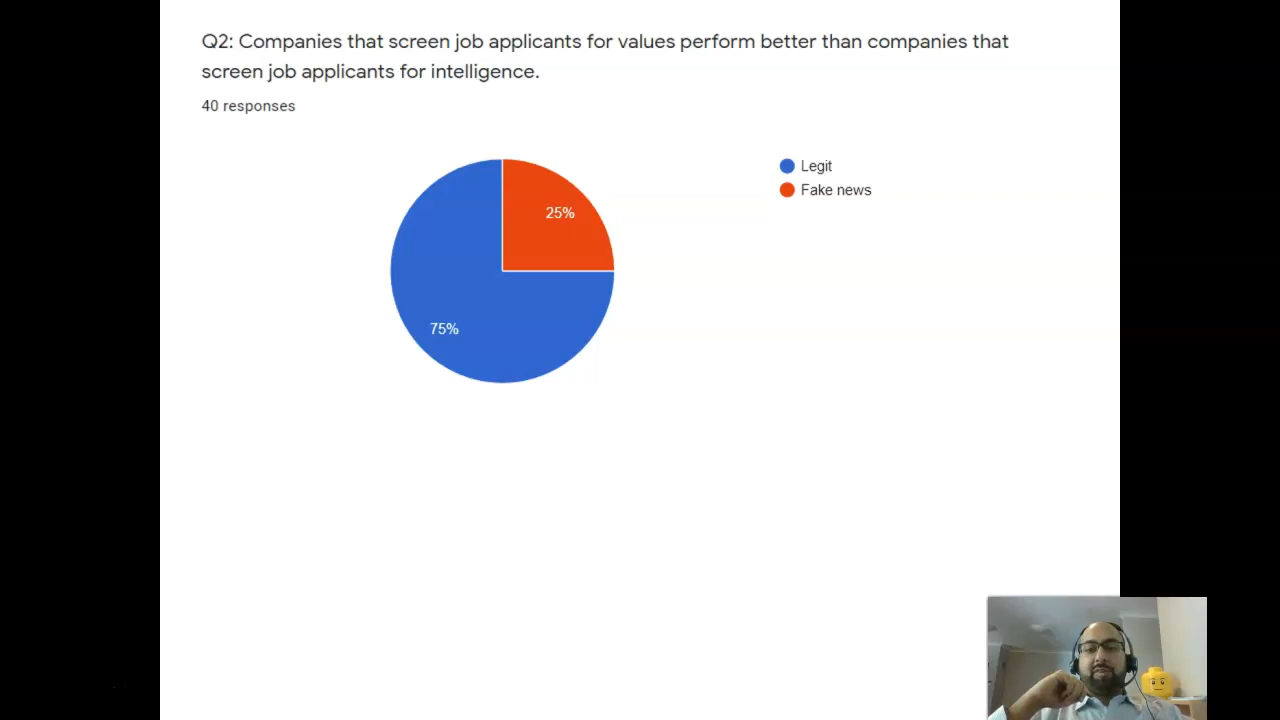 Q2: Companies that screen job applicants for values perform better than companies that
screen job applicants for intelligence.
40 responses
Legit
Fake news
25%
75%